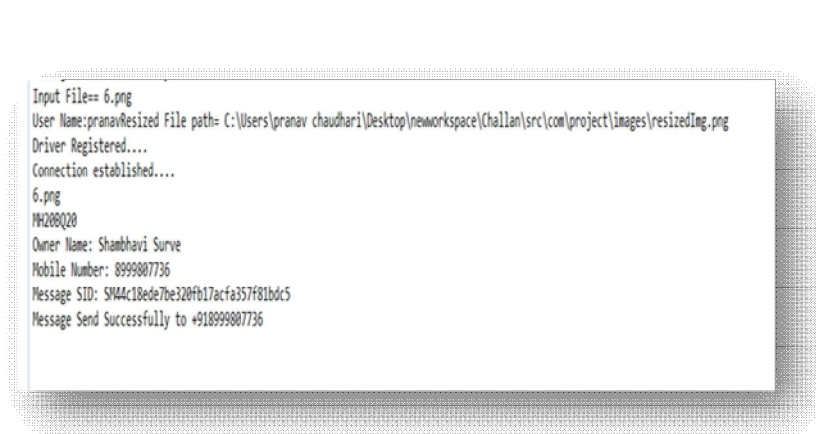 Input File== 6.png
User Name:pranavResized File path= C:\Users\pranav chaudhari\Desktop\newworkspace\Challan\src\com\project\images\resizedImg.png
Driver Registered....
Connection established....
6.png
MH20BQ20
Owner Name: Shambhavi Surve
Mobile Number: 8999807736
Message SID: SM44c18ede7be320fb17acfa357f81bdc5
Message Send Successfully to +918999807736